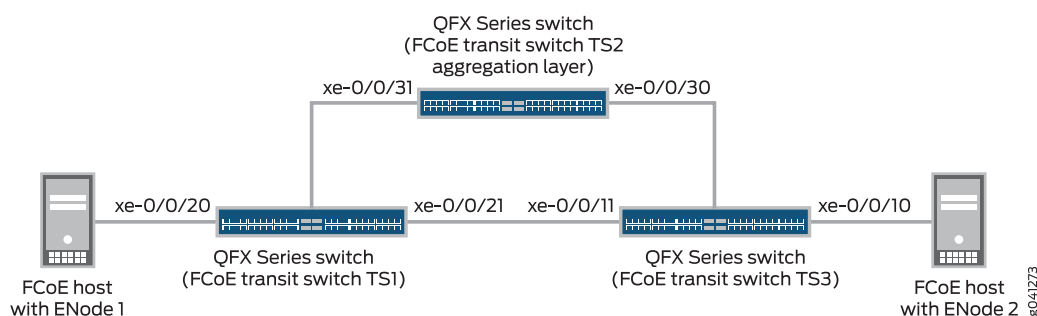 QFX Series switch
(FCoE transit switch TS2
aggregation layer)
xe-0/0/31
xe-0/0/30
xe-0/0/20
xe-0/0/21
xe-0/0/11
xe-0/0/10
QFX Series switch
(FCoE transit switch TS1)
QFX Series switch
(FCoE transit switch TS3)
FCoE host
with ENode 1
FCoE host
with ENode 2
g041273